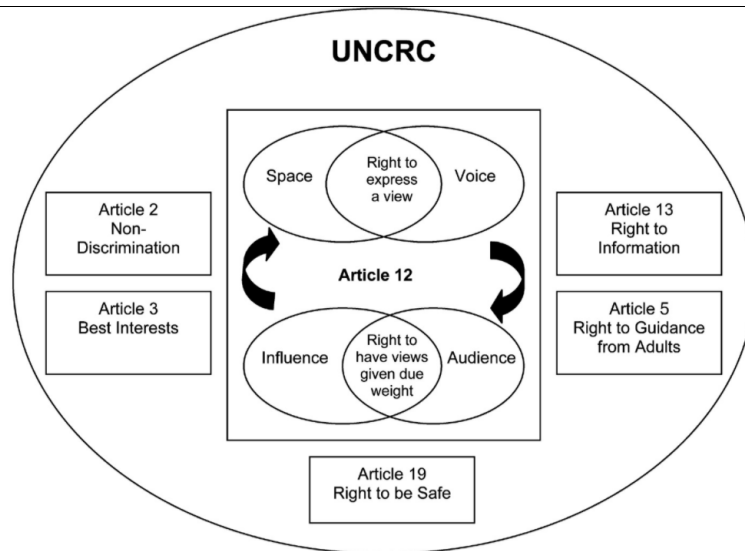 UNCRC
Space
Right to
express
a view
Voice
Article 2
Non-
Discrimination
Article 13
Right to
Information
Article 12
Article 3
Best Interests
Influence
Right to
have views
given due
weight
Audience
Article 5
Right to Guidance
from Adults
Article 19
Right to be Safe